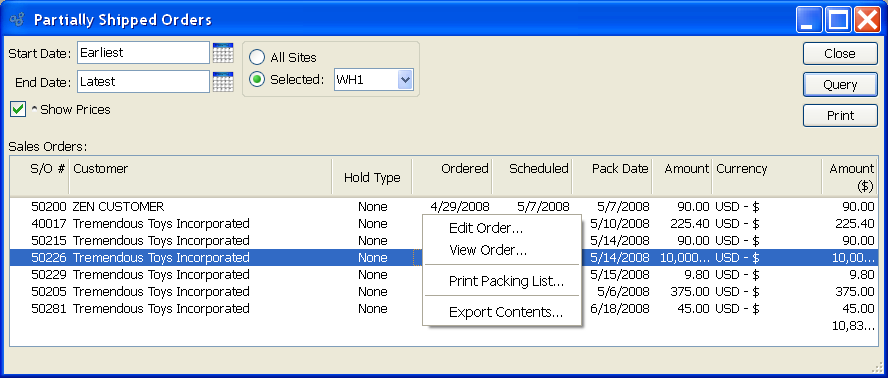 Partially Shipped Orders
Start Date: Earliest
All Sites
Close
End Date: Latest
Selected: WH1
Query
^ Show Prices
Print
Sales Orders:
S/O # Customer Hold Type Ordered Scheduled Pack Date Amount Currency Amount ($)
50200 ZEN CUSTOMER None 4/29/2008 5/7/2008 5/7/2008 90.00 USD - $ 90.00
40017 Tremendous Toys Incorporated None 5/10/2008 225.40 USD - $ 225.40
50215 Tremendous Toys Incorporated None 5/14/2008 90.00 USD - $ 90.00
50226 Tremendous Toys Incorporated None 5/14/2008 10,000... USD - $ 10,00...
50229 Tremendous Toys Incorporated None 5/15/2008 9.80 USD - $ 9.80
50205 Tremendous Toys Incorporated None 5/6/2008 375.00 USD - $ 375.00
50281 Tremendous Toys Incorporated None 6/18/2008 45.00 USD - $ 45.00
10,83...
Edit Order...
View Order...
Print Packing List...
Export Contents...